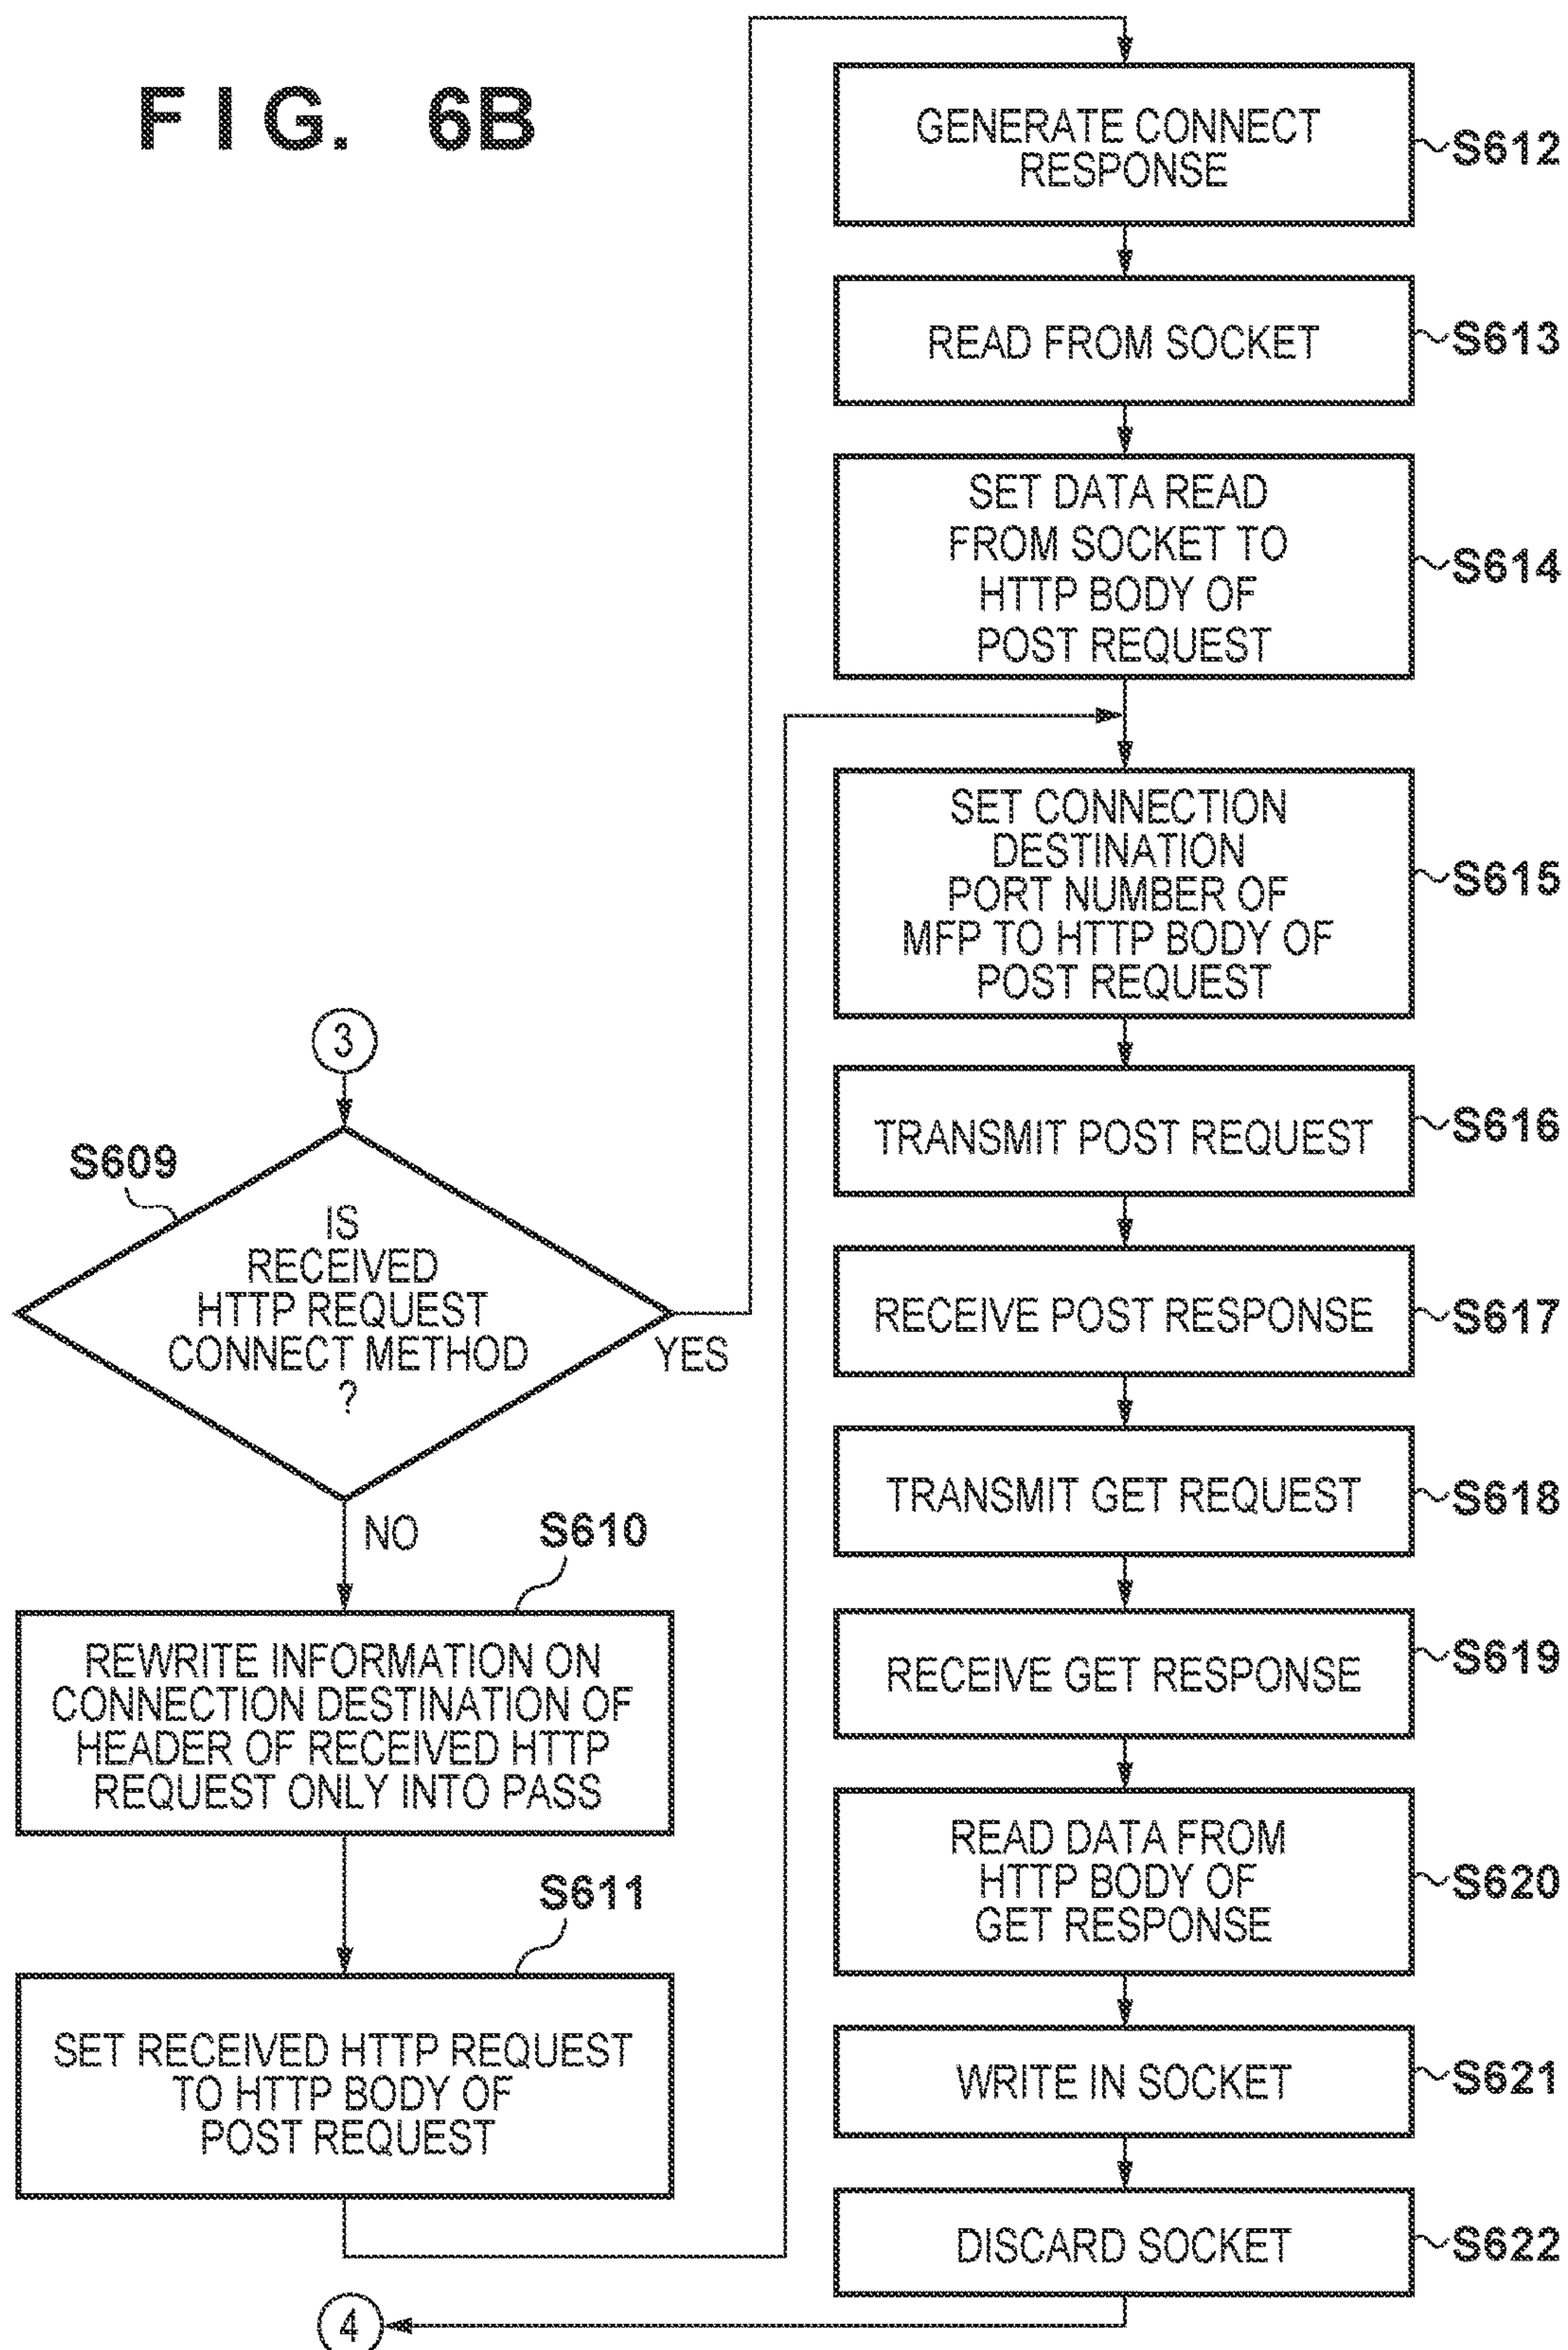 FIG. 6B
3
S609
IS
RECEIVED
HTTP REQUEST
CONNECT METHOD
?
YES
NO
S610
REWRITE INFORMATION ON
CONNECTION DESTINATION OF
HEADER OF RECEIVED HTTP
REQUEST ONLY INTO PASS
S611
SET RECEIVED HTTP REQUEST
TO HTTP BODY OF
POST REQUEST
GENERATE CONNECT
RESPONSE
S612
READ FROM SOCKET
S613
SET DATA READ
FROM SOCKET TO
HTTP BODY OF
POST REQUEST
S614
SET CONNECTION
DESTINATION
PORT NUMBER OF
MFP TO HTTP BODY OF
POST REQUEST
S615
TRANSMIT POST REQUEST
S616
RECEIVE POST RESPONSE
S617
TRANSMIT GET REQUEST
S618
RECEIVE GET RESPONSE
S619
READ DATA FROM
HTTP BODY OF
GET RESPONSE
S620
WRITE IN SOCKET
S621
DISCARD SOCKET
S622
4